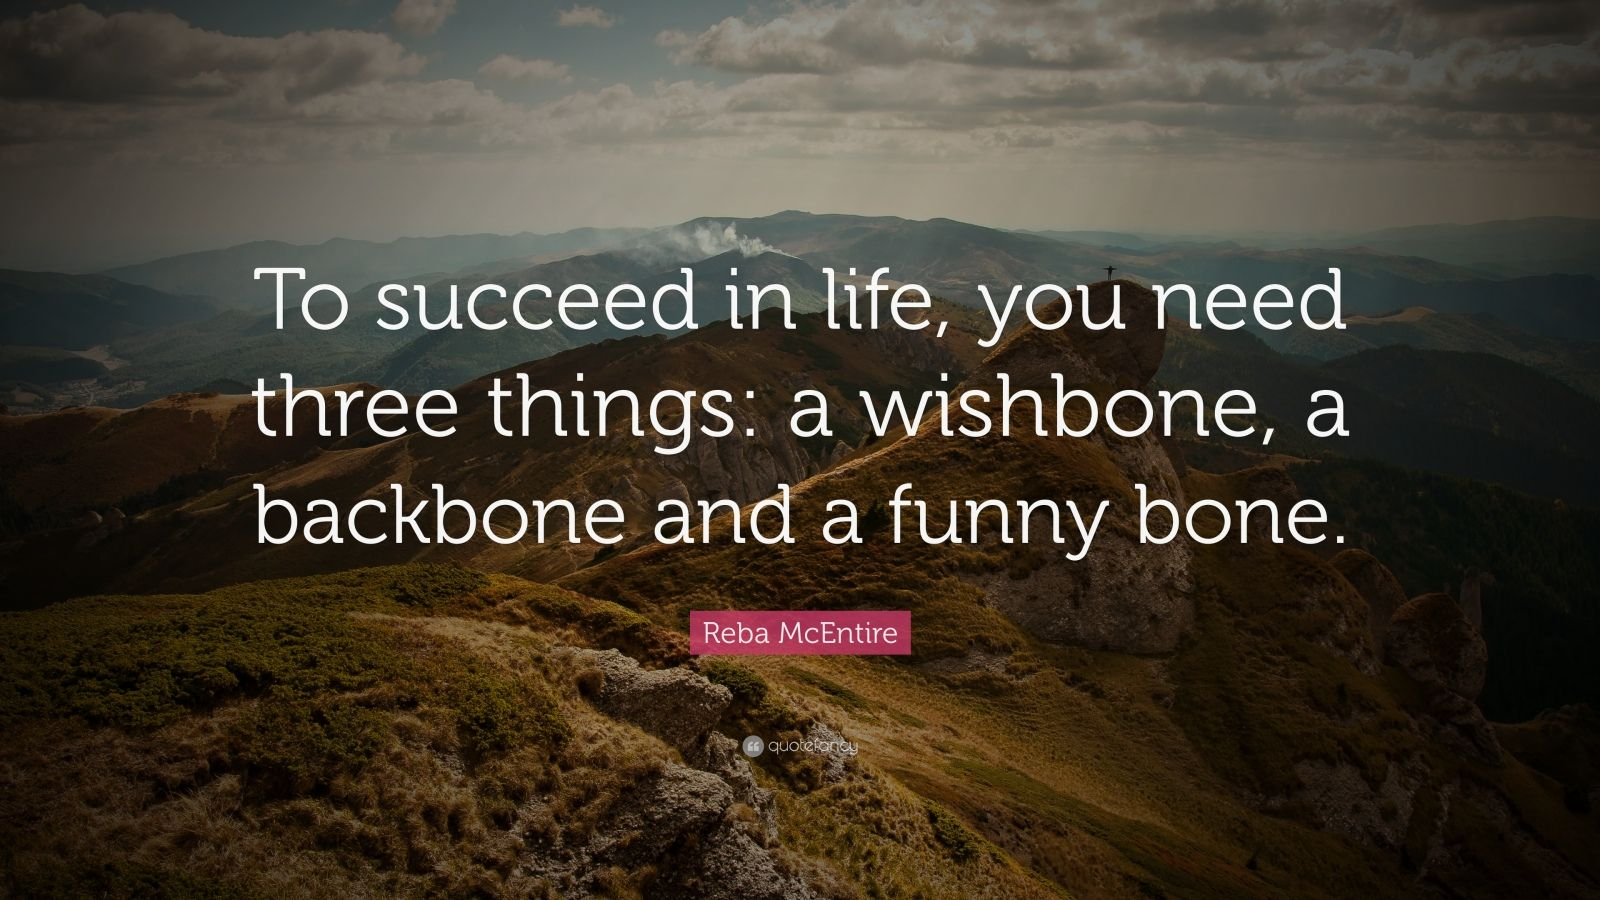 To succeed in life, you need
three things: a wishbone, a
backbone and a funny bone.
Reba McEntire
quotefancy